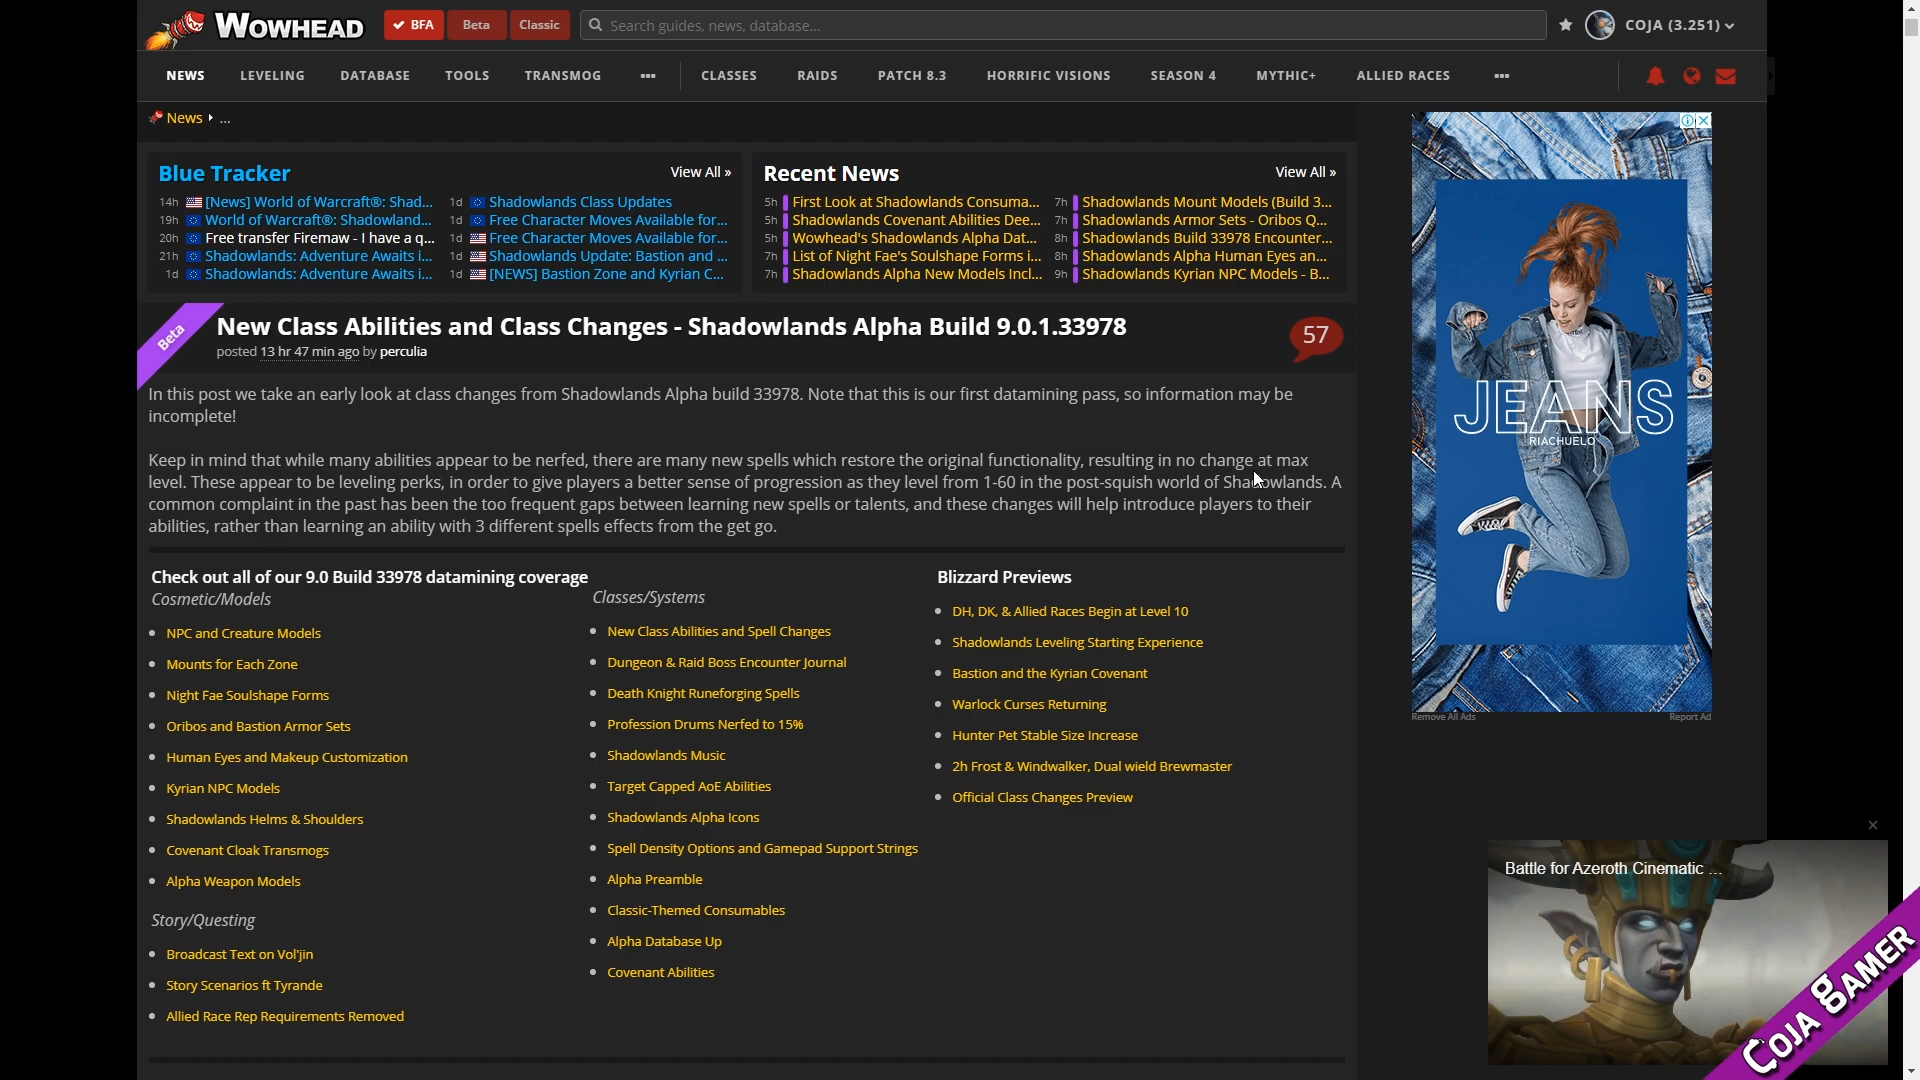 WOWHEAD
BFA
Beta
Classic
Search guides, news, database...
COJA (3.251)
NEWS
LEVELING
DATABASE
TOOLS
TRANSMOG
CLASSES
RAIDS
PATCH 8.3
HORRIFIC VISIONS
SEASON 4
MYTHIC+
ALLIED RACES
News ...
Blue Tracker
View All »
14h [News] World of Warcraft®: Shad...
19h World of Warcraft®: Shadowland...
20h Free transfer Firemaw - I have a q...
21h Shadowlands: Adventure Awaits i...
1d Shadowlands: Adventure Awaits i...
1d Shadowlands Class Updates
1d Free Character Moves Available for...
1d Free Character Moves Available for...
1d Shadowlands Update: Bastion and ...
1d [NEWS] Bastion Zone and Kyrian C...
Recent News
View All »
5h First Look at Shadowlands Consuma...
5h Shadowlands Covenant Abilities Dee...
5h Wowhead's Shadowlands Alpha Dat...
7h List of Night Fae's Soulshape Forms i...
7h Shadowlands Alpha New Models Incl...
7h Shadowlands Mount Models (Build 3...
7h Shadowlands Armor Sets - Oribos Q...
8h Shadowlands Build 33978 Encounter...
8h Shadowlands Alpha Human Eyes an...
9h Shadowlands Kyrian NPC Models - B...
Beta
New Class Abilities and Class Changes - Shadowlands Alpha Build 9.0.1.33978
posted 13 hr 47 min ago by perculia
57
In this post we take an early look at class changes from Shadowlands Alpha build 33978. Note that this is our first datamining pass, so information may be
incomplete!
Keep in mind that while many abilities appear to be nerfed, there are many new spells which restore the original functionality, resulting in no change at max
level. These appear to be leveling perks, in order to give players a better sense of progression as they level from 1-60 in the post-squish world of Shadowlands. A
common complaint in the past has been the too frequent gaps between learning new spells or talents, and these changes will help introduce players to their
abilities, rather than learning an ability with 3 different spells effects from the get go.
Check out all of our 9.0 Build 33978 datamining coverage
Cosmetic/Models
NPC and Creature Models
Mounts for Each Zone
Night Fae Soulshape Forms
Oribos and Bastion Armor Sets
Human Eyes and Makeup Customization
Kyrian NPC Models
Shadowlands Helms & Shoulders
Covenant Cloak Transmogs
Alpha Weapon Models
Story/Questing
Broadcast Text on Vol'jin
Story Scenarios ft Tyrande
Allied Race Rep Requirements Removed
Classes/Systems
New Class Abilities and Spell Changes
Dungeon & Raid Boss Encounter Journal
Death Knight Runeforging Spells
Profession Drums Nerfed to 15%
Shadowlands Music
Target Capped AoE Abilities
Shadowlands Alpha Icons
Spell Density Options and Gamepad Support Strings
Alpha Preamble
Classic-Themed Consumables
Alpha Database Up
Covenant Abilities
Blizzard Previews
DH, DK, & Allied Races Begin at Level 10
Shadowlands Leveling Starting Experience
Bastion and the Kyrian Covenant
Warlock Curses Returning
Hunter Pet Stable Size Increase
2h Frost & Windwalker, Dual wield Brewmaster
Official Class Changes Preview
JEANS
RIACHUELO
Remove All Ads
Report Ad
Battle for Azeroth Cinematic ...
COJA GAMER